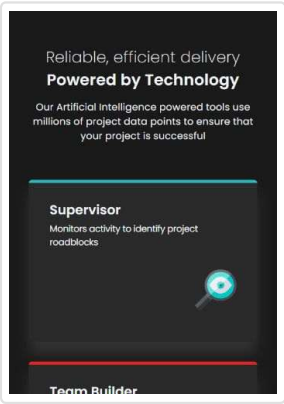 Reliable, efficient delivery
Powered by Technology
Our Artificial Intelligence powered tools use
millions of project data points to ensure that
your project is successful
Supervisor
Monitors activity to identify project
roadblocks
Team Builder